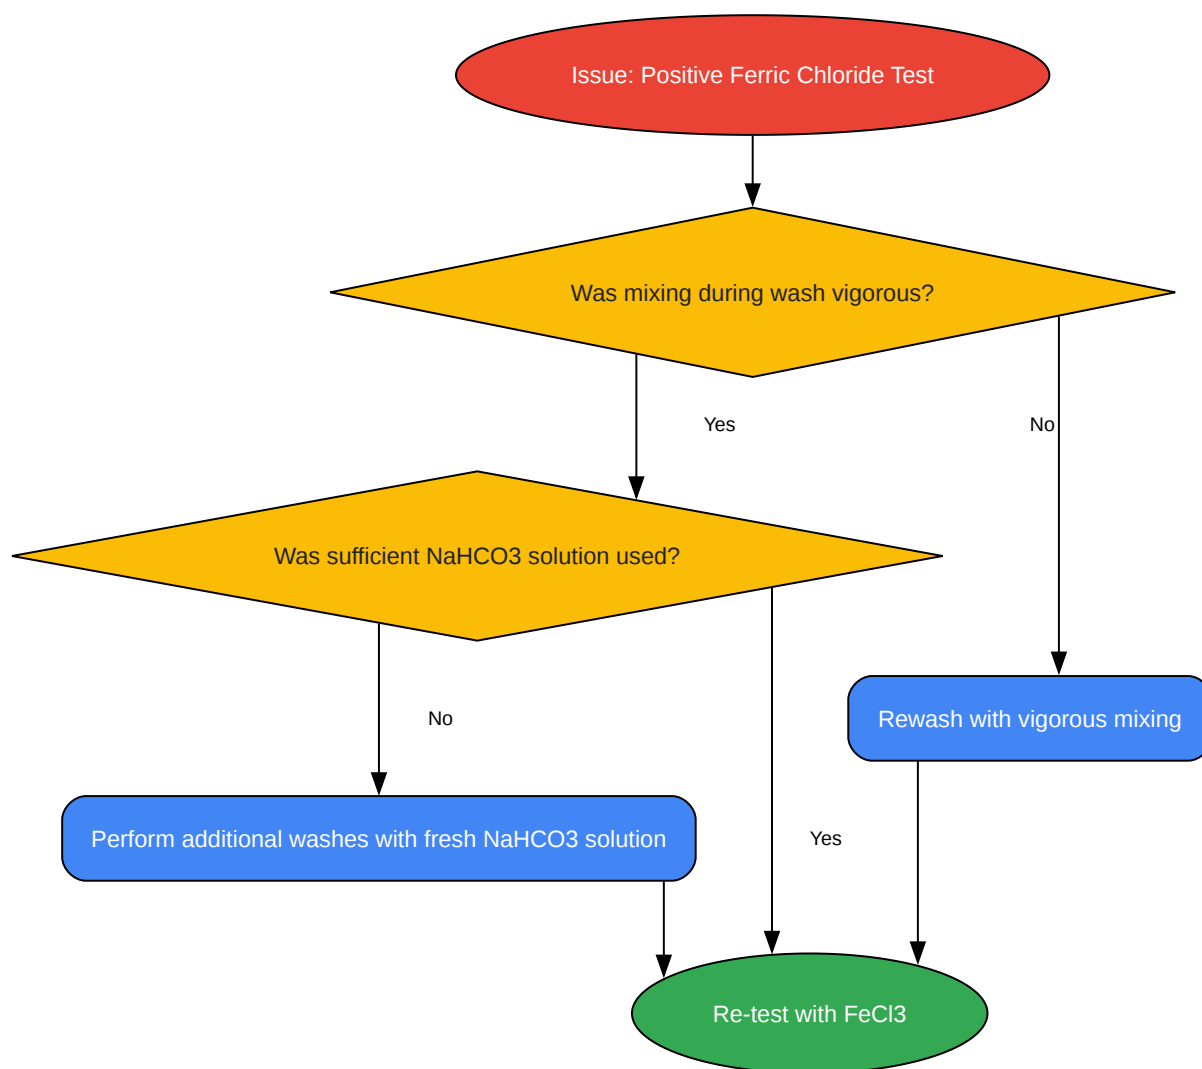 Issue: Positive Ferric Chloride Test
Was mixing during wash vigorous?
Yes
No
Was sufficient NaHCO3 solution used?
No
Rewash with vigorous mixing
Perform additional washes with fresh NaHCO3 solution
Yes
Re-test with FeCl3